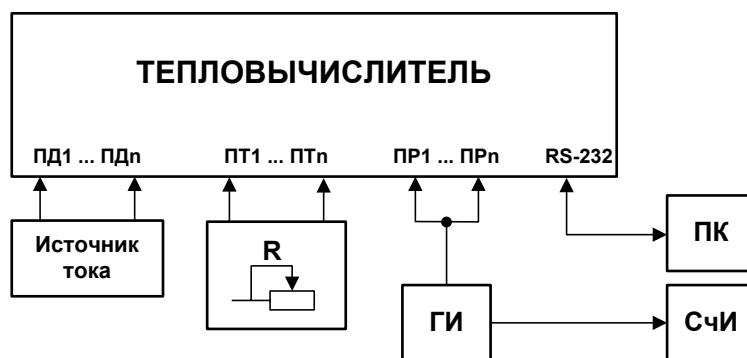 ТЕПЛОВЫЧИСЛИТЕЛЬ
ПД1 ... ПДn ПТ1 ... ПТn ПР1 ... ПРn RS-232
Источник
тока
R
ПК
ГИ
СчИ